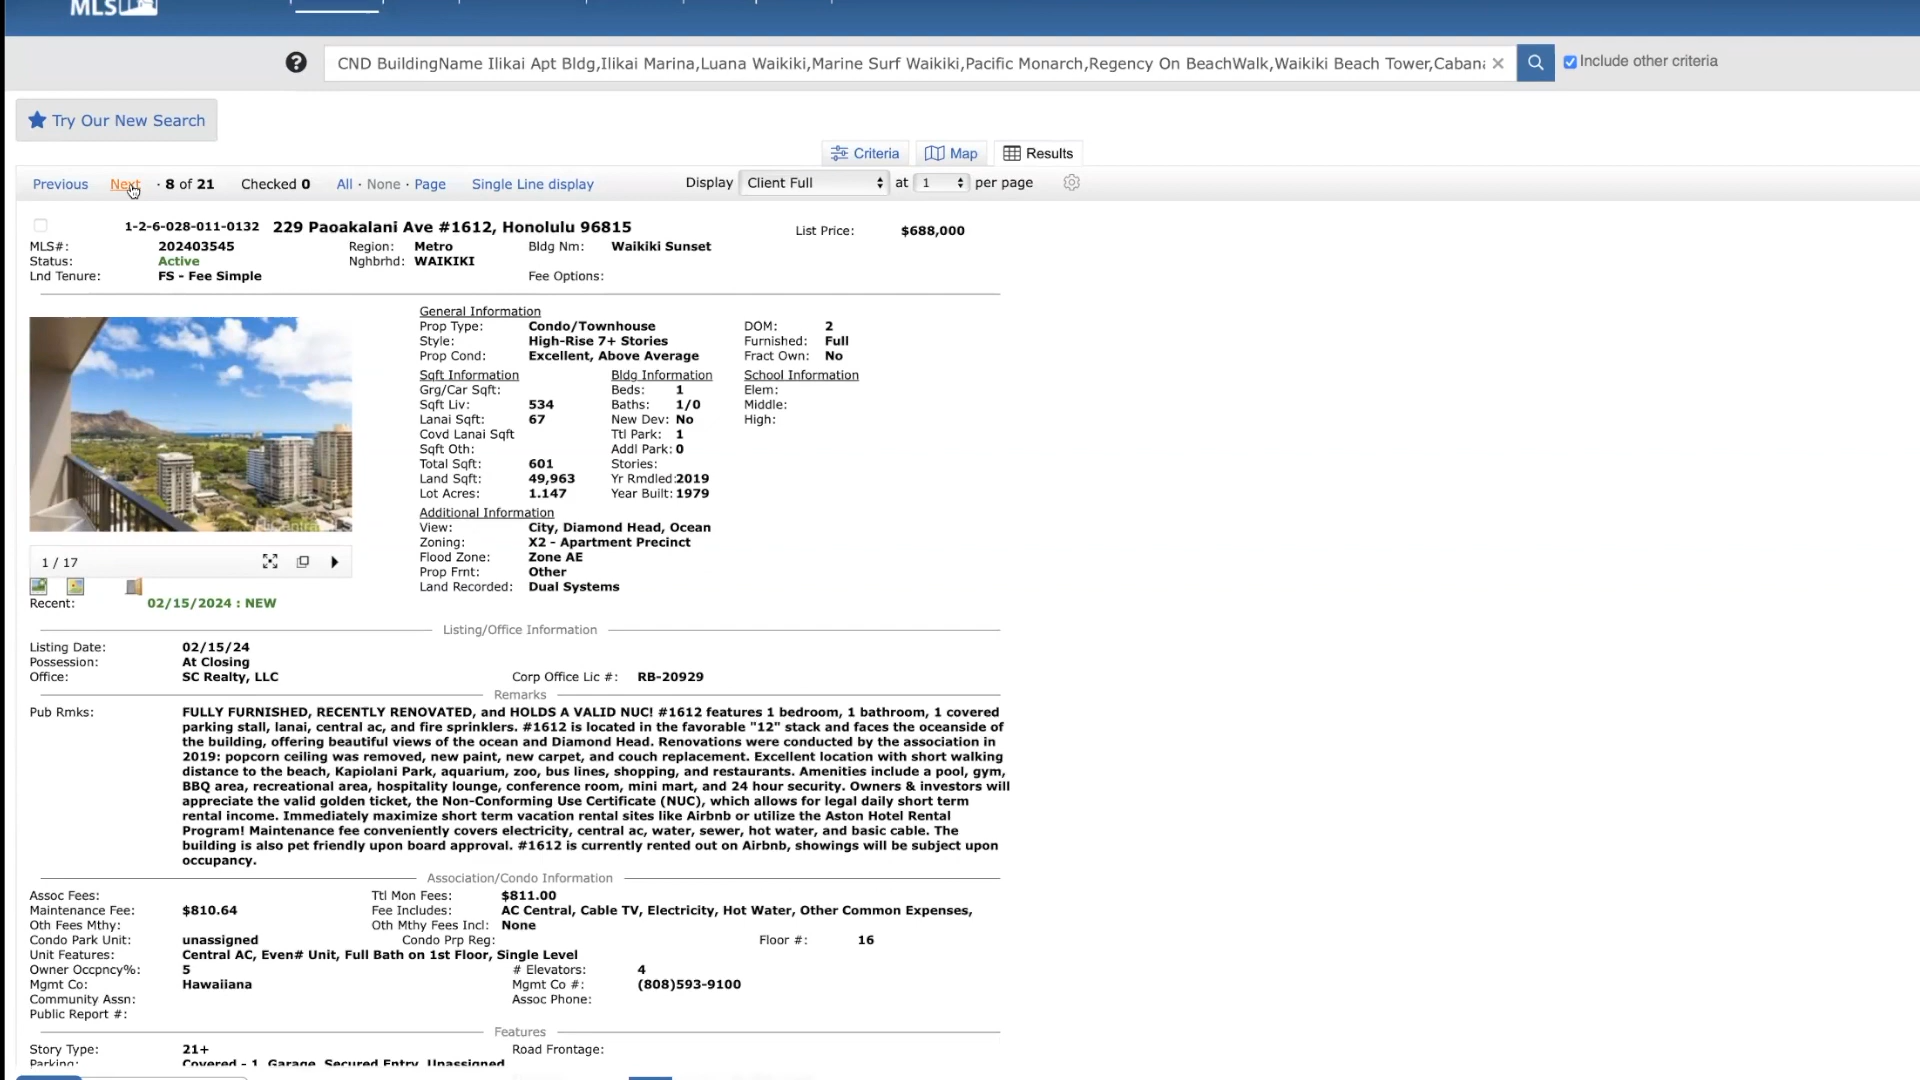 MLS
CND BuildingName Ilikai Apt Bldg,Ilikai Marina,Luana Waikiki,Marine Surf Waikiki,Pacific Monarch,Regency On BeachWalk,Waikiki Beach Tower,Cabana
Include other criteria
Try Our New Search
Criteria Map Results
Previous Next · 8 of 21 Checked 0 All · None · Page Single Line display Display Client Full at 1 per page
1-2-6-028-011-0132 229 Paoakalani Ave #1612, Honolulu 96815 List Price: $688,000
MLS#: 202403545 Region: Metro Bldg Nm: Waikiki Sunset
Status: Active Nghbrhd: WAIKIKI
Lnd Tenure: FS - Fee Simple Fee Options:
General Information
Prop Type: Condo/Townhouse DOM: 2
Style: High-Rise 7+ Stories Furnished: Full
Prop Cond: Excellent, Above Average Fract Own: No
Sqft Information Bldg Information School Information
Grg/Car Sqft: Beds: 1 Elem:
Sqft Liv: 534 Baths: 1/0 Middle:
Lanai Sqft: 67 New Dev: No High:
Covd Lanai Sqft Ttl Park: 1
Sqft Oth: Addl Park: 0
Total Sqft: 601 Stories:
Land Sqft: 49,963 Yr Rmdled: 2019
Lot Acres: 1.147 Year Built: 1979
Additional Information
View: City, Diamond Head, Ocean
Zoning: X2 - Apartment Precinct
Flood Zone: Zone AE
Prop Frnt: Other
Land Recorded: Dual Systems
1 / 17
Recent: 02/15/2024 : NEW
Listing/Office Information
Listing Date: 02/15/24
Possession: At Closing
Office: SC Realty, LLC Corp Office Lic #: RB-20929
Remarks
Pub Rmks: FULLY FURNISHED, RECENTLY RENOVATED, and HOLDS A VALID NUC! #1612 features 1 bedroom, 1 bathroom, 1 covered
parking stall, lanai, central ac, and fire sprinklers. #1612 is located in the favorable "12" stack and faces the oceanside of
the building, offering beautiful views of the ocean and Diamond Head. Renovations were conducted by the association in
2019: popcorn ceiling was removed, new paint, new carpet, and couch replacement. Excellent location with short walking
distance to the beach, Kapiolani Park, aquarium, zoo, bus lines, shopping, and restaurants. Amenities include a pool, gym,
BBQ area, recreational area, hospitality lounge, conference room, mini mart, and 24 hour security. Owners & investors will
appreciate the valid golden ticket, the Non-Conforming Use Certificate (NUC), which allows for legal daily short term
rental income. Immediately maximize short term vacation rental sites like Airbnb or utilize the Aston Hotel Rental
Program! Maintenance fee conveniently covers electricity, central ac, water, sewer, hot water, and basic cable. The
building is also pet friendly upon board approval. #1612 is currently rented out on Airbnb, showings will be subject upon
occupancy.
Association/Condo Information
Assoc Fees: Ttl Mon Fees: $811.00
Maintenance Fee: $810.64 Fee Includes: AC Central, Cable TV, Electricity, Hot Water, Other Common Expenses,
Oth Fees Mthy: Oth Mthy Fees Incl: None
Condo Park Unit: unassigned Condo Prp Reg: Floor #: 16
Unit Features: Central AC, Even# Unit, Full Bath on 1st Floor, Single Level
Owner Occpncy%: 5 # Elevators: 4
Mgmt Co: Hawaiiana Mgmt Co #: (808)593-9100
Community Assn: Assoc Phone:
Public Report #:
Features
Story Type: 21+ Road Frontage:
Parking: Covered - 1, Garage, Secured Entry, Unassigned